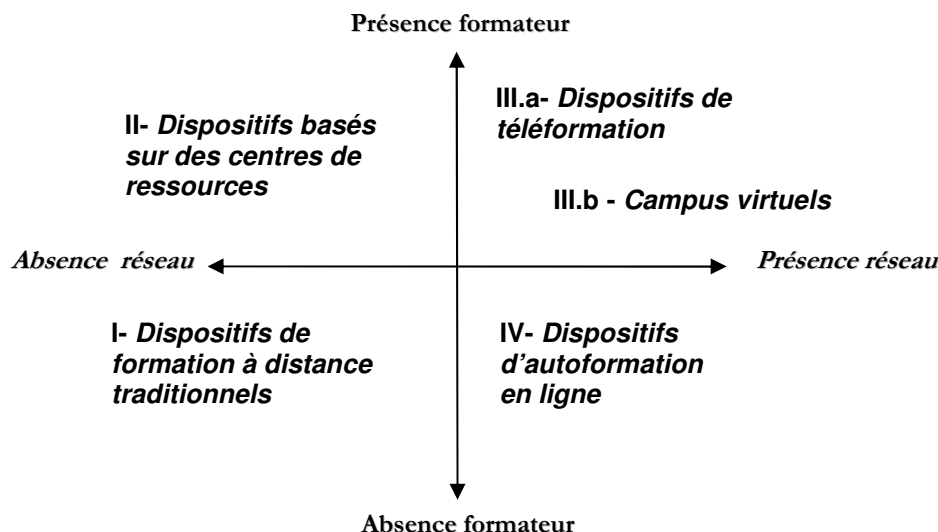 Présence formateur
II- Dispositifs basés
sur des centres de
ressources
III.a- Dispositifs de
téléformation
III.b - Campus virtuels
Absence réseau
Présence réseau
I- Dispositifs de
formation à distance
traditionnels
IV- Dispositifs
d'autoformation
en ligne
Absence formateur